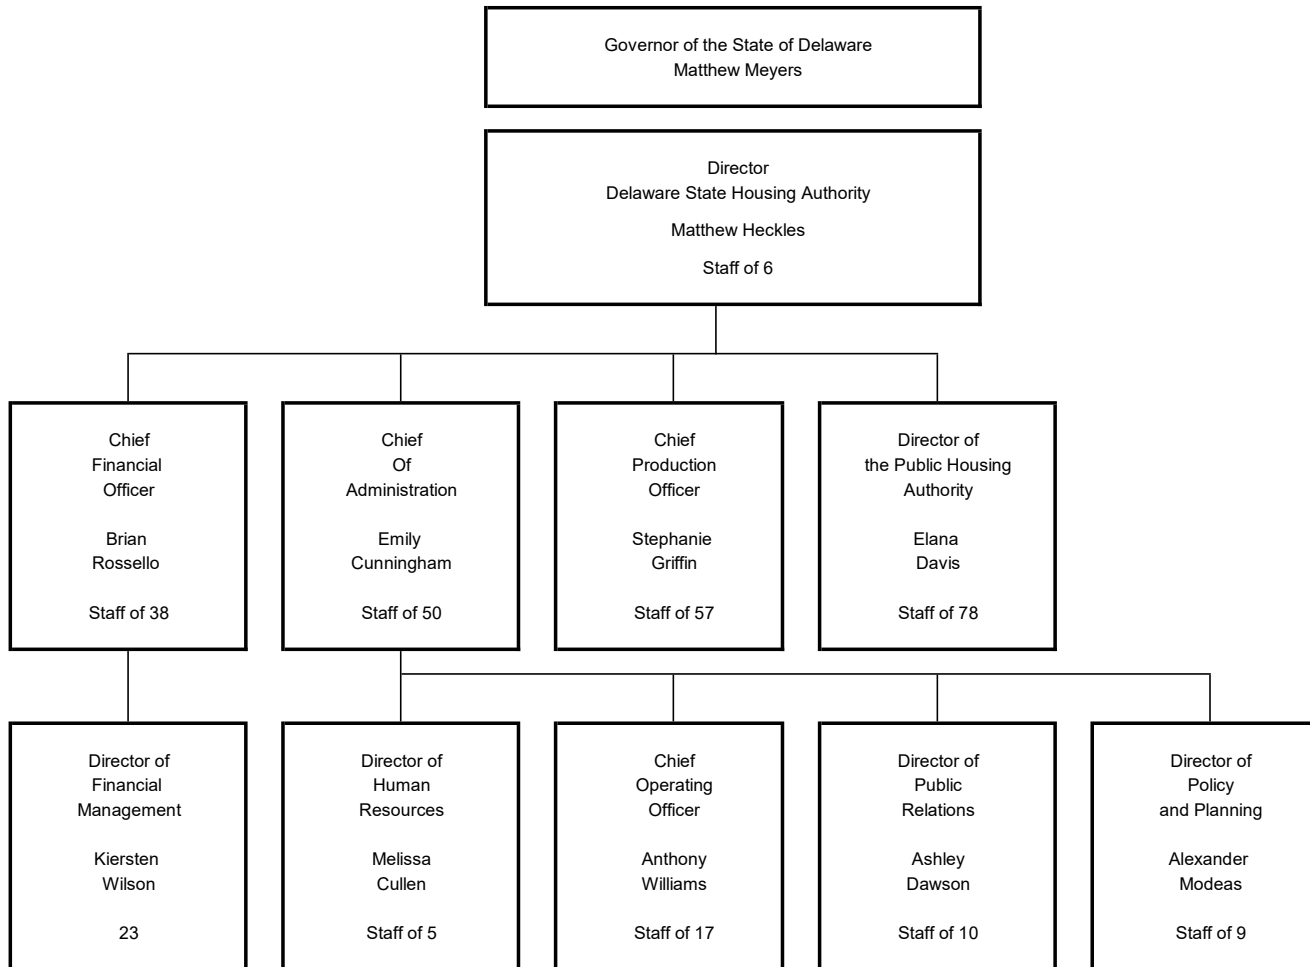 Governor of the State of Delaware
Matthew Meyers
Director
Delaware State Housing Authority
Matthew Heckles
Staff of 6
Chief
Financial
Officer
Brian
Rossello
Staff of 38
Chief
Of
Administration
Emily
Cunningham
Staff of 50
Chief
Production
Officer
Stephanie
Griffin
Staff of 57
Director of
the Public Housing
Authority
Elana
Davis
Staff of 78
Director of
Financial
Management
Kiersten
Wilson
23
Director of
Human
Resources
Melissa
Cullen
Staff of 5
Chief
Operating
Officer
Anthony
Williams
Staff of 17
Director of
Public
Relations
Ashley
Dawson
Staff of 10
Director of
Policy
and Planning
Alexander
Modeas
Staff of 9